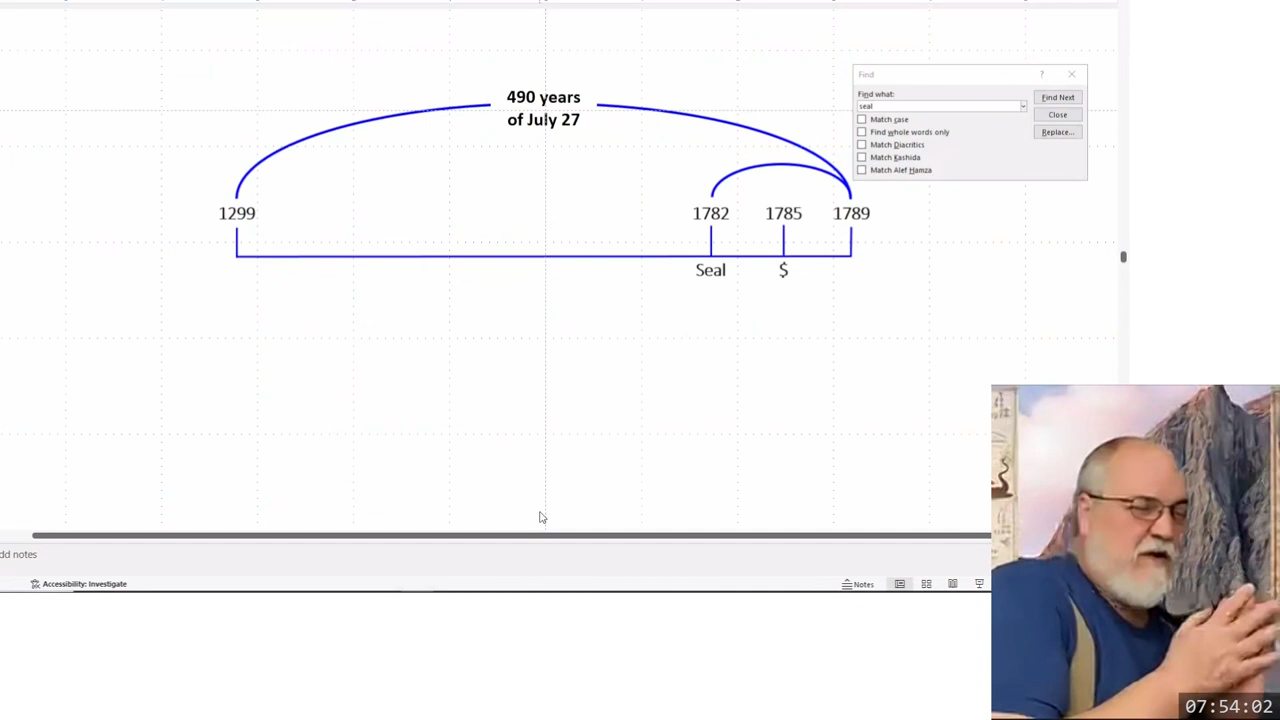 490 years
of July 27
1299
1782
1785
1789
Seal
$
Find
?
Find what:
seal
Find Next
Match case
Close
Find whole words only
Replace...
Match Diacritics
Match Kashida
Match Alef Hamza
dd notes
Accessibility: Investigate
Notes
07:54:02